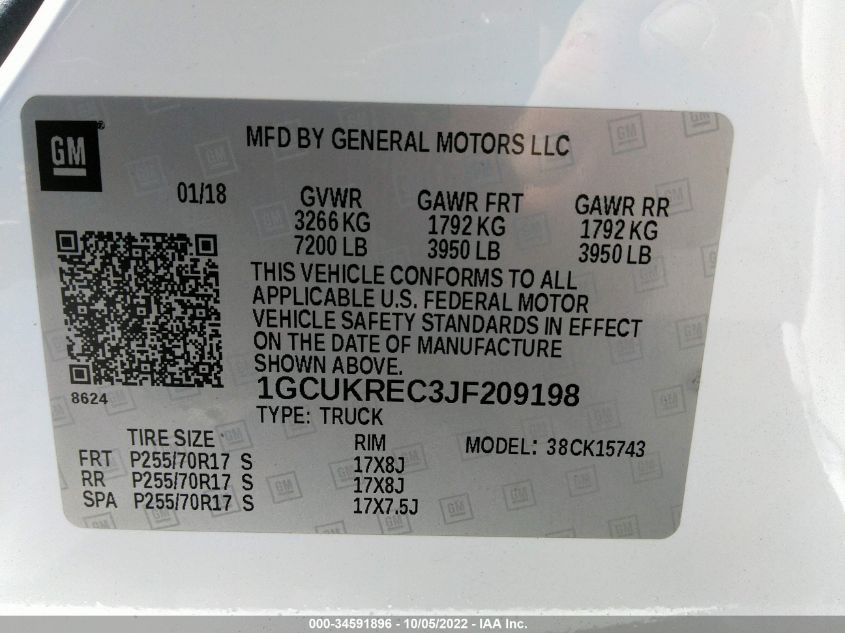 GM
MFD BY GENERAL MOTORS LLC
01/18
GVWR GAWR FRT GAWR RR
3266 KG 1792 KG 1792 KG
7200 LB 3950 LB 3950 LB
THIS VEHICLE CONFORMS TO ALL
APPLICABLE U.S. FEDERAL MOTOR
VEHICLE SAFETY STANDARDS IN EFFECT
ON THE DATE OF MANUFACTURE
SHOWN ABOVE.
8624
1GCUKREC3JF209198
TYPE: TRUCK
TIRE SIZE RIM MODEL: 38CK15743
FRT P255/70R17 S 17X8J
RR P255/70R17 S 17X8J
SPA P255/70R17 S 17X7.5J
000-34591896 - 10/05/2022 - IAA Inc.